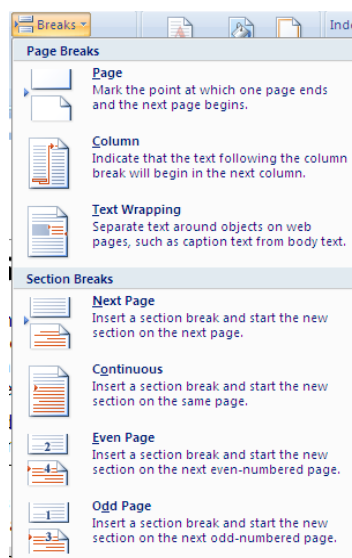 Breaks
Inde
Page Breaks
Page
Mark the point at which one page ends
and the next page begins.
Column
Indicate that the text following the column
break will begin in the next column.
Text Wrapping
Separate text around objects on web
pages, such as caption text from body text.
Section Breaks
Next Page
Insert a section break and start the new
section on the next page.
Continuous
Insert a section break and start the new
section on the same page.
Even Page
2
4
Insert a section break and start the new
section on the next even-numbered page.
Odd Page
1
3
Insert a section break and start the new
section on the next odd-numbered page.